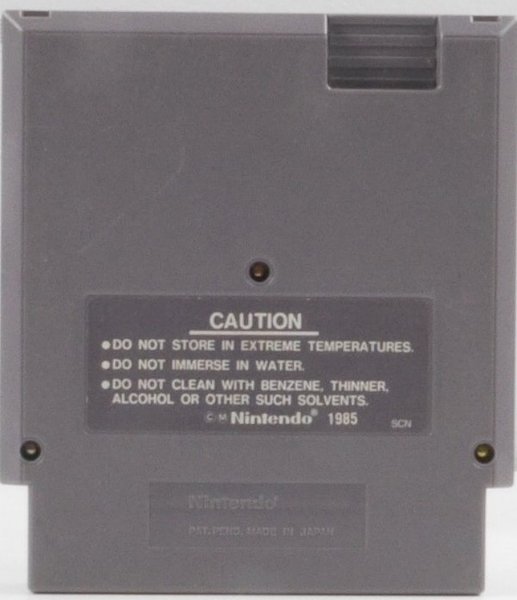 CAUTION
●DO NOT STORE IN EXTREME TEMPERATURES.
●DO NOT IMMERSE IN WATER.
●DO NOT CLEAN WITH BENZENE, THINNER,
ALCOHOL OR OTHER SUCH SOLVENTS.
©Ⓜ Nintendo® 1985
SCN
Nintendo®
PAT. PEND. MADE IN JAPAN